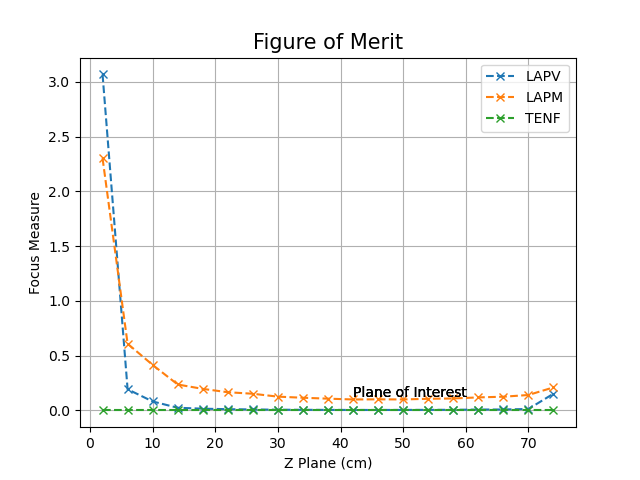 Figure of Merit
3.0
2.5
2.0
1.5
1.0
0.5
0.0
Focus Measure
LAPV
LAPM
TENF
Plane of Interest
0
10
20
30
40
50
60
70
Z Plane (cm)